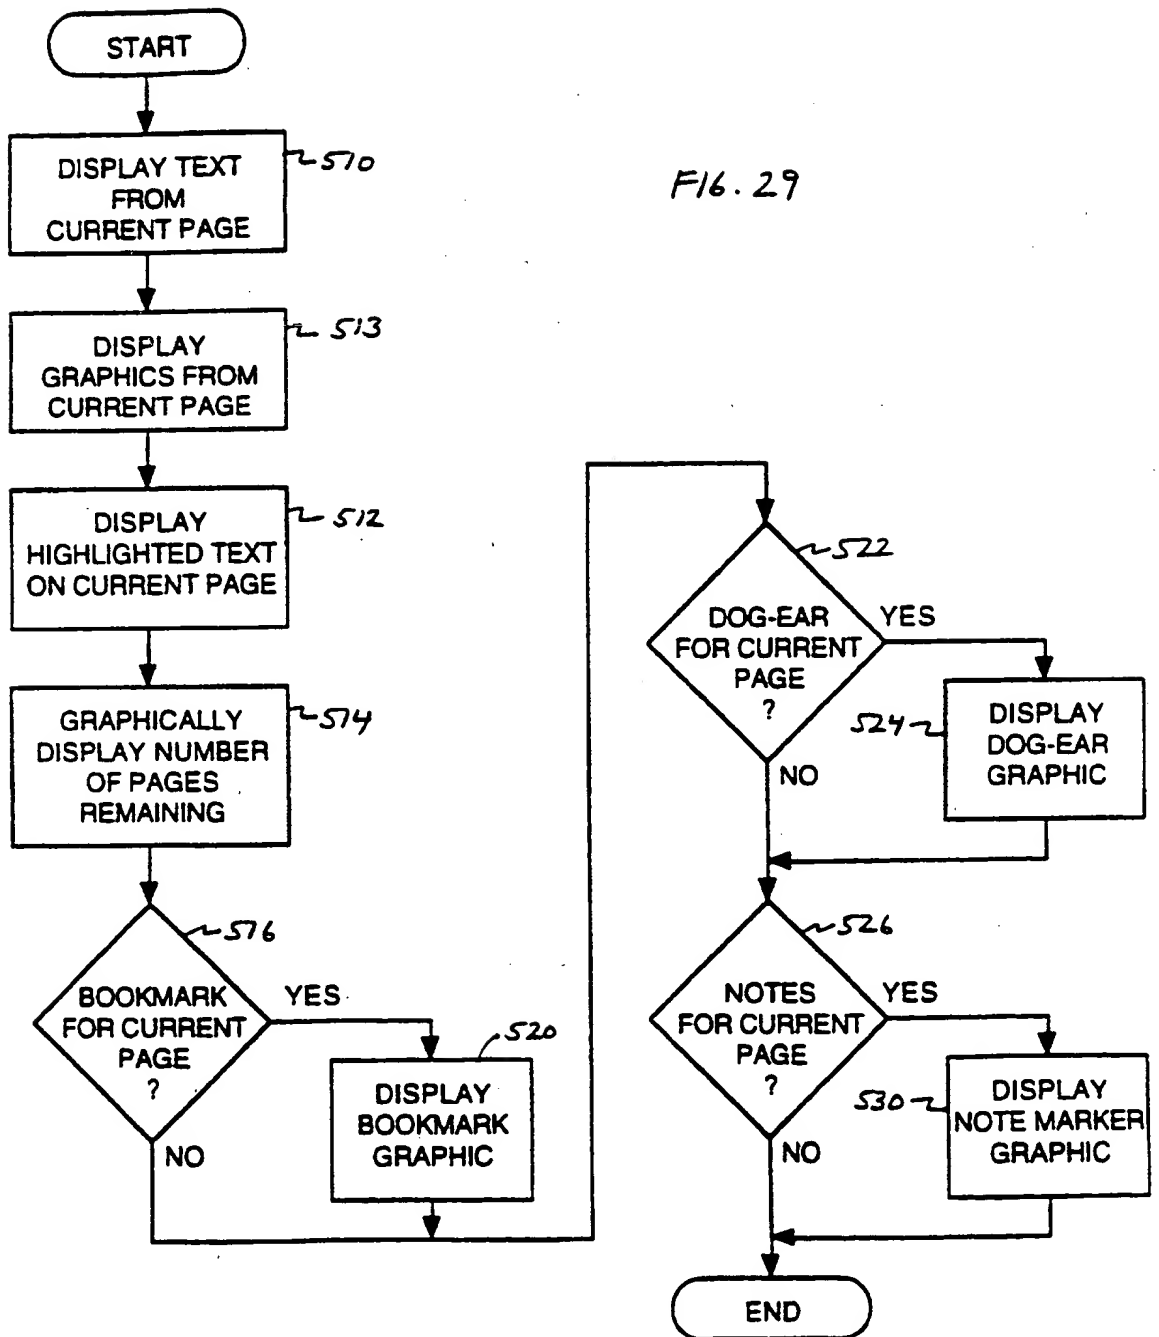 START
DISPLAY TEXT
FROM
CURRENT PAGE
510
FIG. 29
DISPLAY
GRAPHICS FROM
CURRENT PAGE
513
DISPLAY
HIGHLIGHTED TEXT
ON CURRENT PAGE
512
GRAPHICALLY
DISPLAY NUMBER
OF PAGES
REMAINING
514
BOOKMARK
FOR CURRENT
PAGE
?
516
YES
NO
DISPLAY
BOOKMARK
GRAPHIC
520
DOG-EAR
FOR CURRENT
PAGE
?
522
YES
NO
DISPLAY
DOG-EAR
GRAPHIC
524
NOTES
FOR CURRENT
PAGE
?
526
YES
NO
DISPLAY
NOTE MARKER
GRAPHIC
530
END